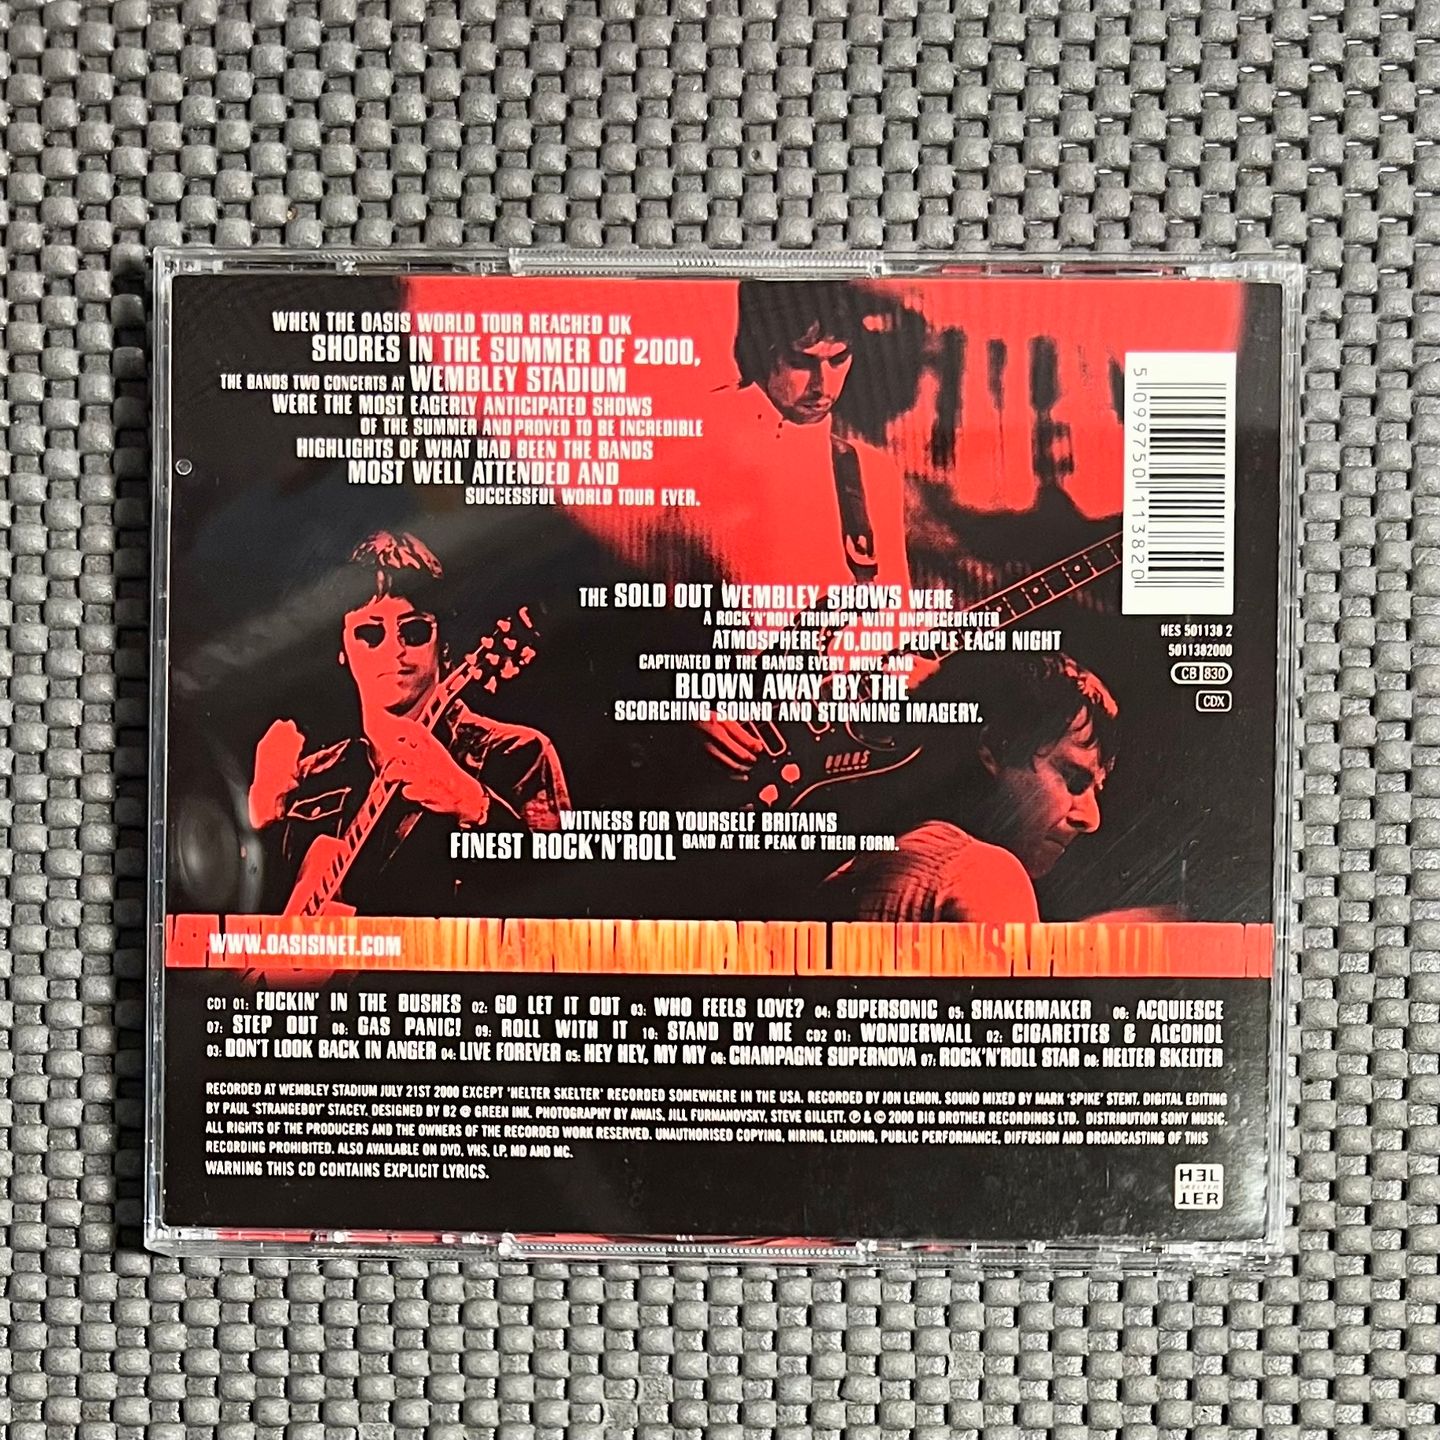 WHEN THE OASIS WORLD TOUR REACHED UK
SHORES IN THE SUMMER OF 2000,
THE BANDS TWO CONCERTS AT WEMBLEY STADIUM
WERE THE MOST EAGERLY ANTICIPATED SHOWS
OF THE SUMMER AND PROVED TO BE INCREDIBLE
HIGHLIGHTS OF WHAT HAD BEEN THE BANDS
MOST WELL ATTENDED AND
SUCCESSFUL WORLD TOUR EVER.
5 099750 113820
THE SOLD OUT WEMBLEY SHOWS WERE
A ROCK'N'ROLL TRIUMPH WITH UNPRECEDENTED
ATMOSPHERE; 70,000 PEOPLE EACH NIGHT
CAPTIVATED BY THE BANDS EVERY MOVE AND
BLOWN AWAY BY THE
SCORCHING SOUND AND STUNNING IMAGERY.
HES 501138 2
5011382000
CB 830
CDX
BURNS
WITNESS FOR YOURSELF BRITAINS
FINEST ROCK'N'ROLL BAND AT THE PEAK OF THEIR FORM.
WWW.OASISINET.COM
CD1 01: FUCKIN' IN THE BUSHES 02: GO LET IT OUT 03: WHO FEELS LOVE? 04: SUPERSONIC 05: SHAKERMAKER 06: ACQUIESCE
07: STEP OUT 08: GAS PANIC! 09: ROLL WITH IT 10: STAND BY ME CD2 01: WONDERWALL 02: CIGARETTES & ALCOHOL
03: DON'T LOOK BACK IN ANGER 04: LIVE FOREVER 05: HEY HEY, MY MY 06: CHAMPAGNE SUPERNOVA 07: ROCK'N'ROLL STAR 08: HELTER SKELTER
RECORDED AT WEMBLEY STADIUM JULY 21ST 2000 EXCEPT 'HELTER SKELTER' RECORDED SOMEWHERE IN THE USA. RECORDED BY JON LEMON. SOUND MIXED BY MARK 'SPIKE' STENT. DIGITAL EDITING
BY PAUL 'STRANGEBOY' STACEY. DESIGNED BY B2 @ GREEN INK. PHOTOGRAPHY BY AWAIS, JILL FURMANOVSKY, STEVE GILLETT. ℗ & © 2000 BIG BROTHER RECORDINGS LTD. DISTRIBUTION SONY MUSIC.
ALL RIGHTS OF THE PRODUCERS AND THE OWNERS OF THE RECORDED WORK RESERVED. UNAUTHORISED COPYING, HIRING, LENDING, PUBLIC PERFORMANCE, DIFFUSION AND BROADCASTING OF THIS
RECORDING PROHIBITED. ALSO AVAILABLE ON DVD, VHS, LP, MD AND MC.
WARNING THIS CD CONTAINS EXPLICIT LYRICS.
HEL
SKELTER
TER